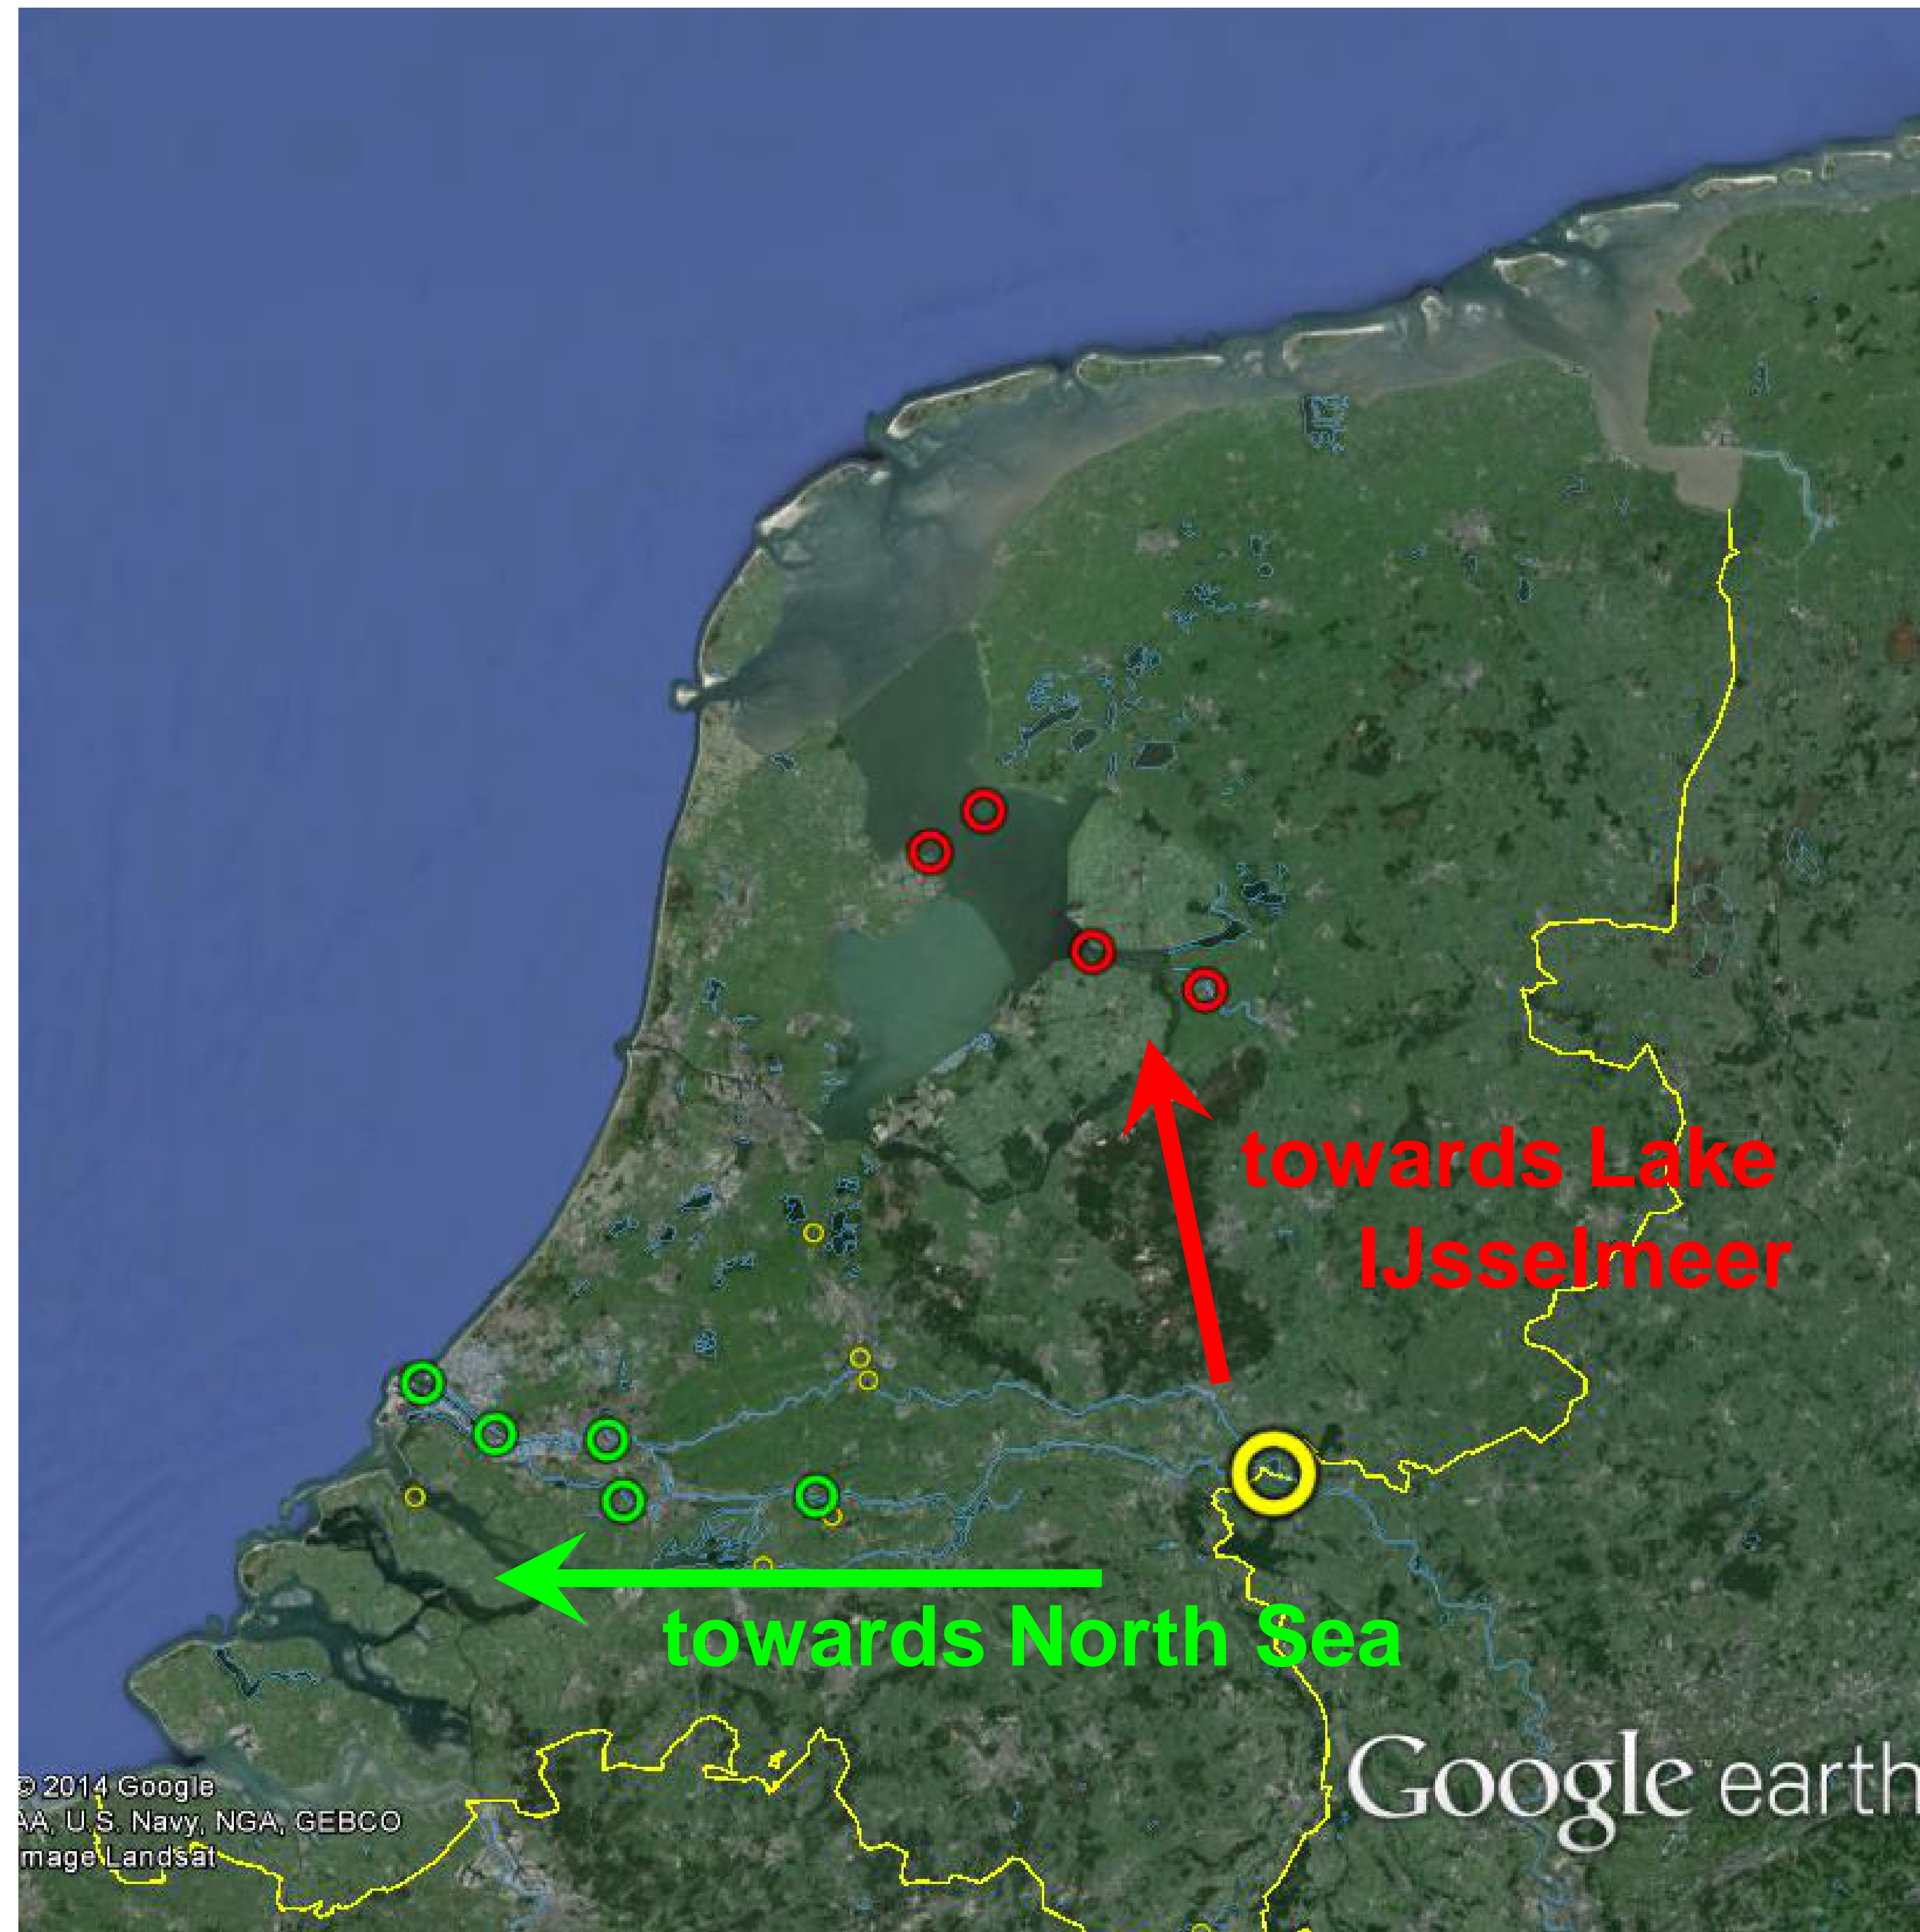 towards Lake
IJsselmeer
towards North Sea
© 2014 Google
AA, U.S. Navy, NGA, GEBCO
mage Landsat
Google earth